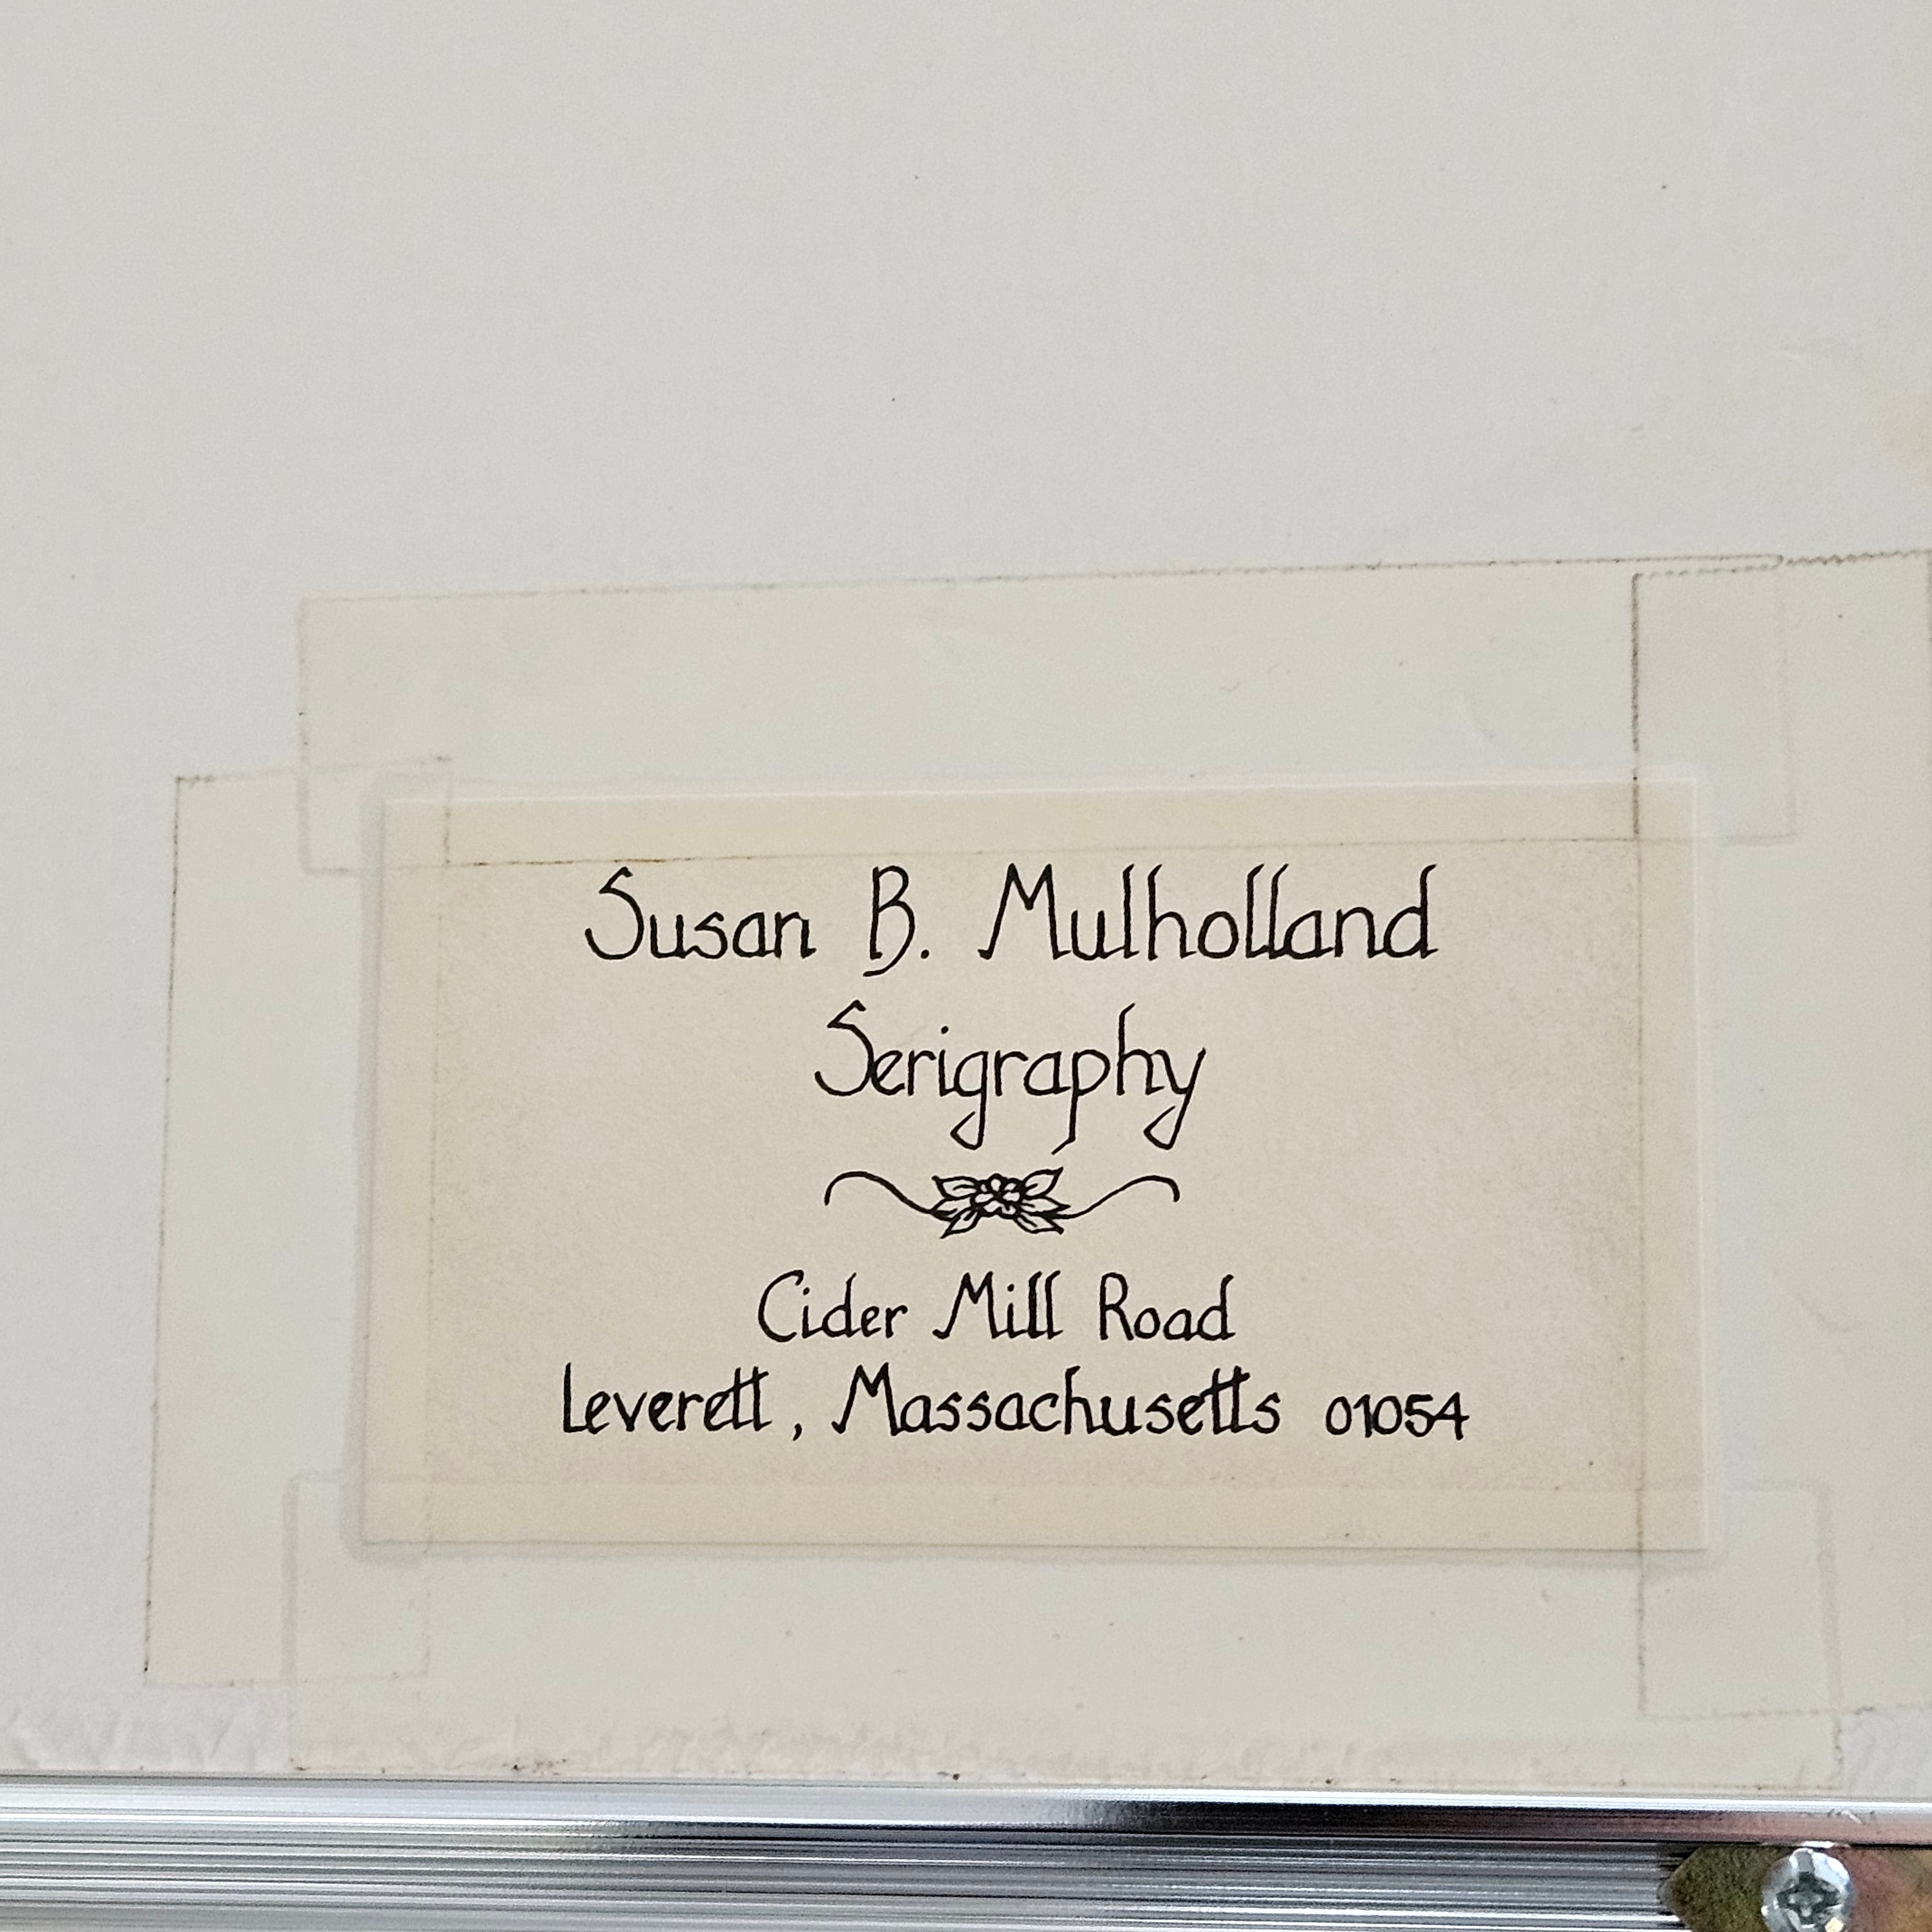 Susan B. Mulholland
Serigraphy
Cider Mill Road
Leverett, Massachusetts 01054